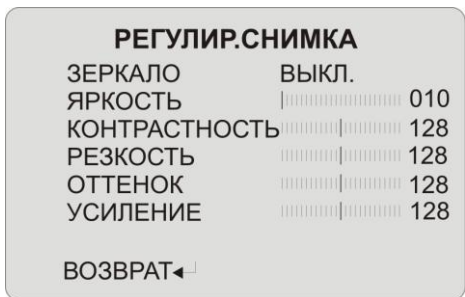 РЕГУЛИР.СНИМКА
ЗЕРКАЛО ВЫКЛ.
ЯРКОСТЬ 010
КОНТРАСТНОСТЬ 128
РЕЗКОСТЬ 128
ОТТЕНОК 128
УСИЛЕНИЕ 128
ВОЗВРАТ